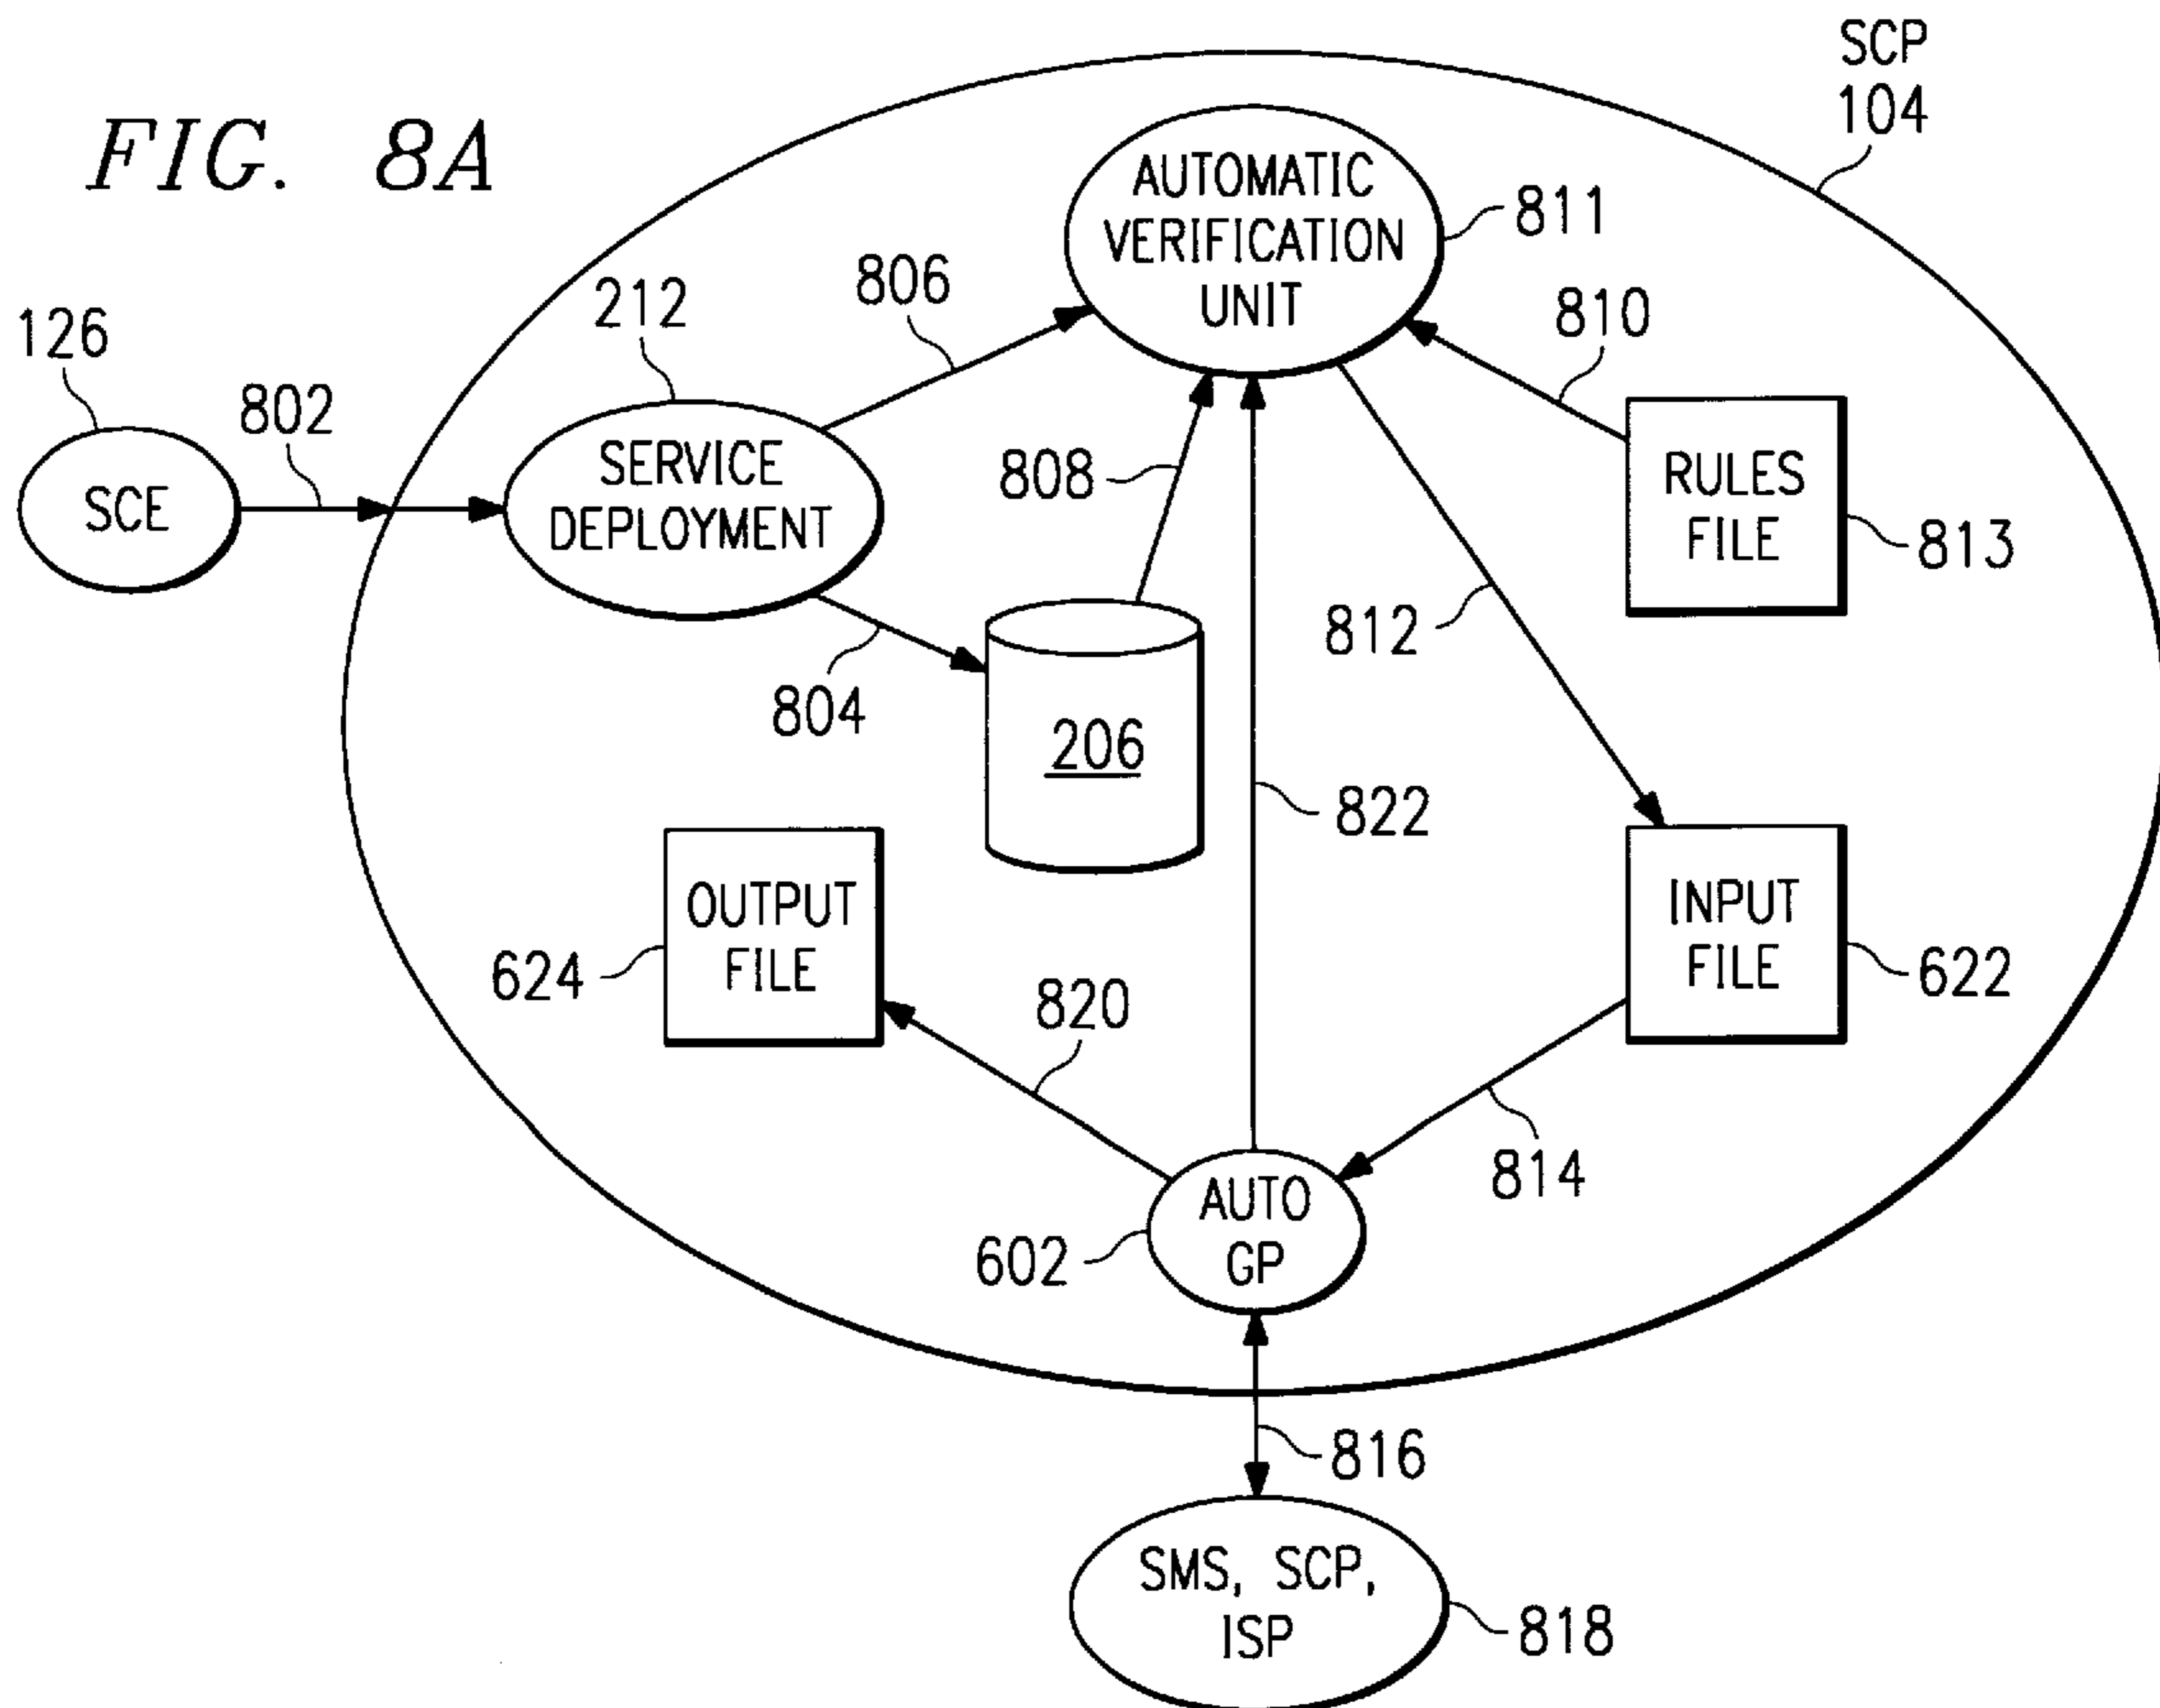 FIG. 8A
SCP
104
AUTOMATIC
VERIFICATION
UNIT
811
806
212
810
126
802
SCE
SERVICE
DEPLOYMENT
808
RULES
FILE
813
812
804
206
822
OUTPUT
FILE
624
INPUT
FILE
622
820
814
AUTO
GP
602
816
SMS, SCP,
ISP
818